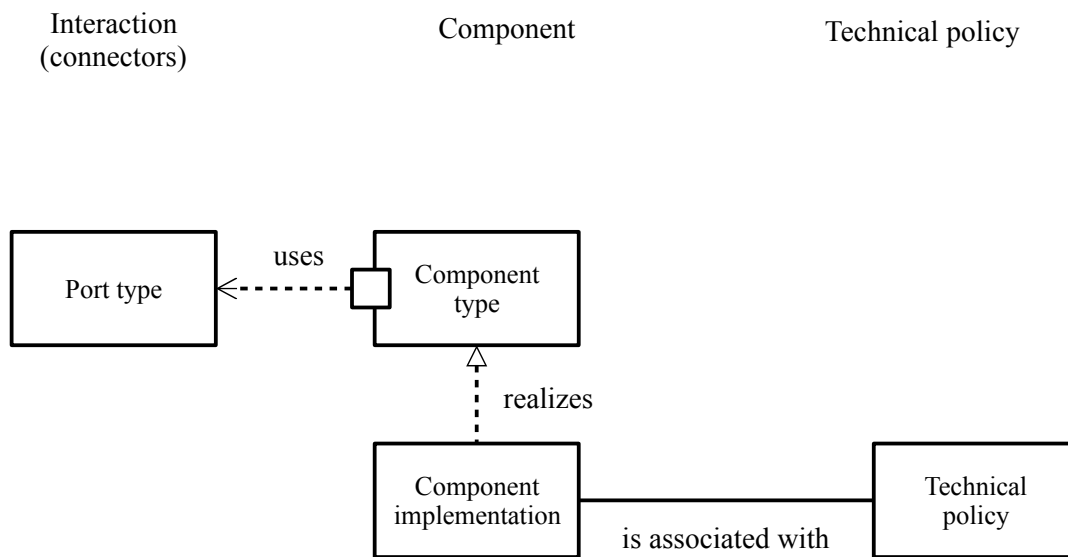 Interaction
(connectors)
Component
Technical policy
Port type
uses
Component
type
realizes
Component
implementation
is associated with
Technical
policy